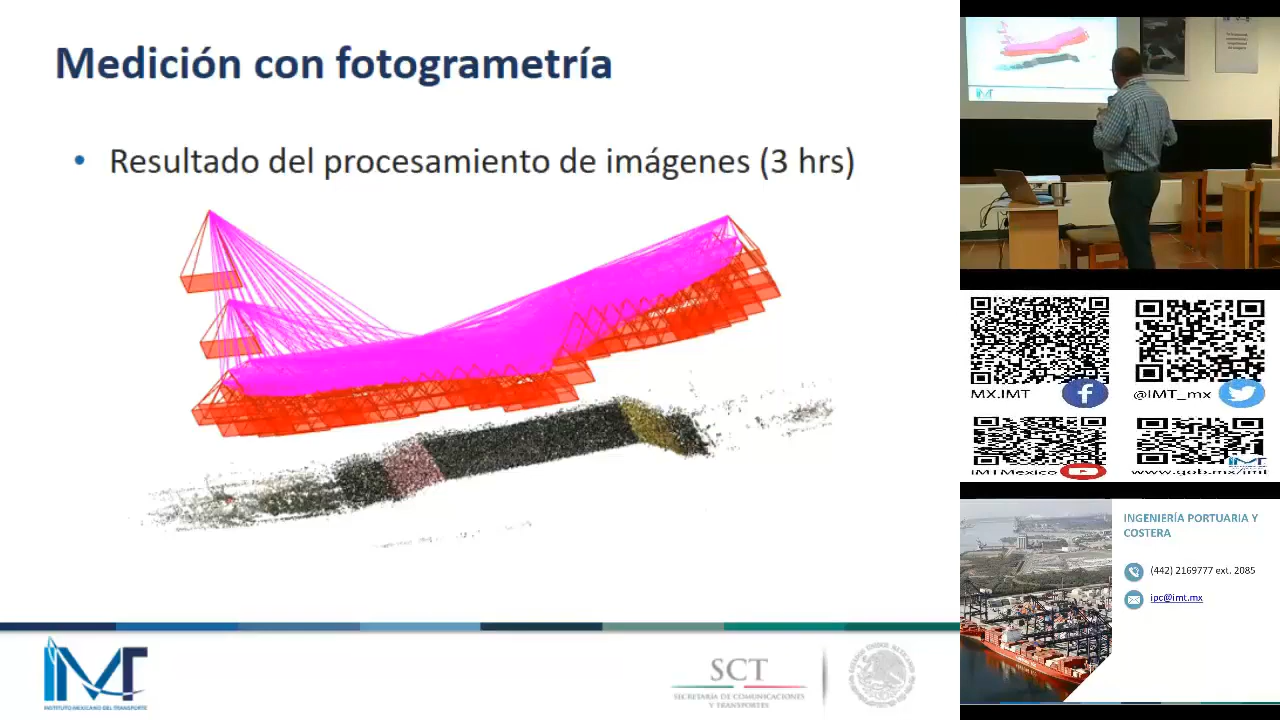 Medición con fotogrametría
• Resultado del procesamiento de imágenes (3 hrs)
IMT
INSTITUTO MEXICANO DEL TRANSPORTE
SCT
SECRETARÍA DE COMUNICACIONES
Y TRANSPORTES
MX.IMT
@IMT_mx
IMTMexico
www.gob.mx/imt
INGENIERÍA PORTUARIA Y
COSTERA
(442) 2169777 ext. 2085
ipc@imt.mx